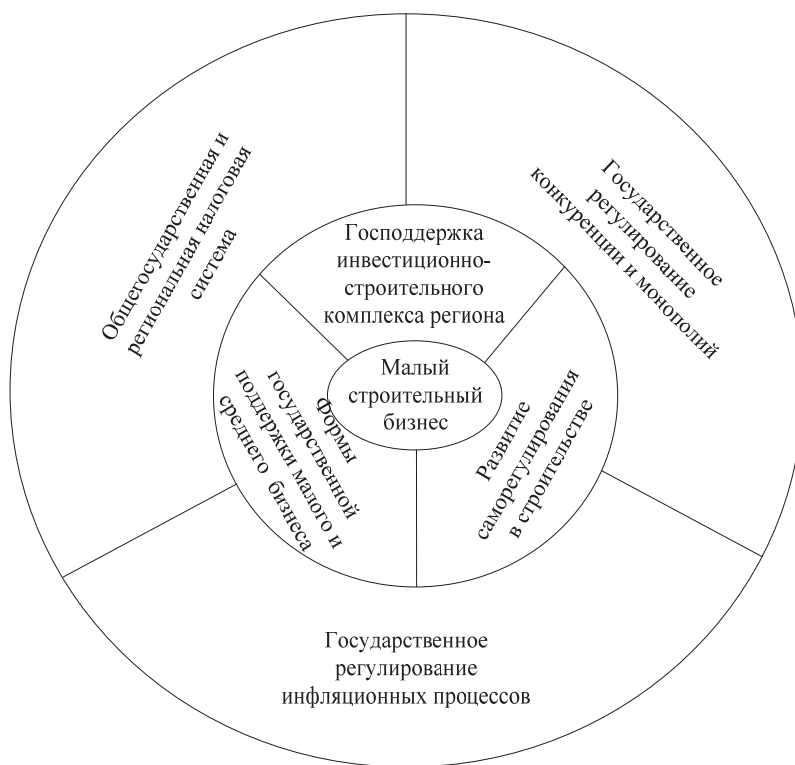 Общегосударственная и
региональная налоговая
система
Государственное
регулирование
конкуренции и монополий
Господдержка
инвестиционно-
строительного
комплекса региона
Малый
строительный
бизнес
Формы
государственной
поддержки малого и
среднего бизнеса
Развитие
саморегулирования
в строительстве
Государственное
регулирование
инфляционных процессов